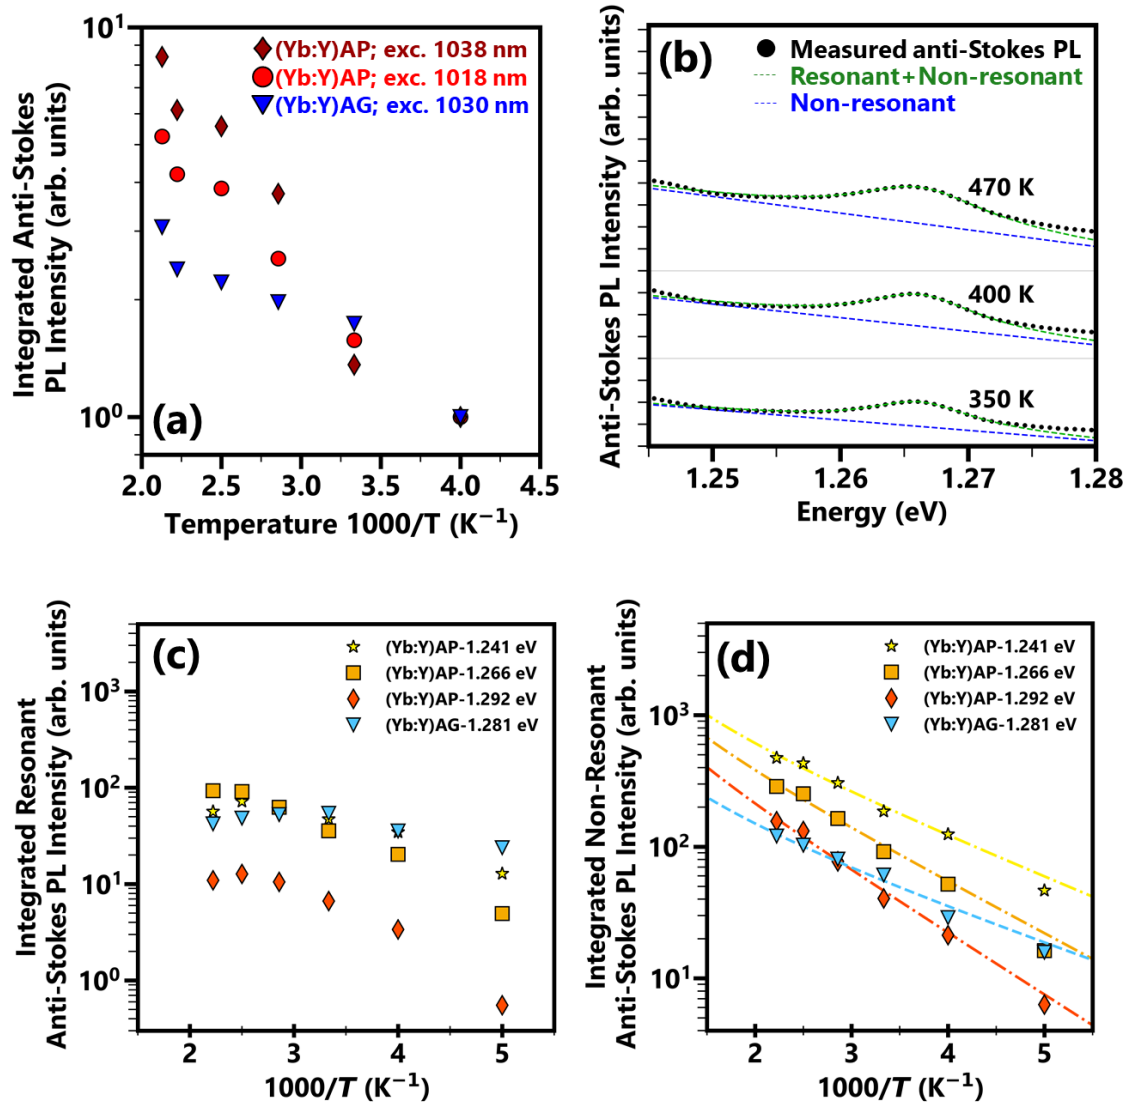 Integrated Anti-Stokes
PL Intensity (arb. units)
10¹
10⁰
(Yb:Y)AP; exc. 1038 nm
(Yb:Y)AP; exc. 1018 nm
(Yb:Y)AG; exc. 1030 nm
(a)
2.0 2.5 3.0 3.5 4.0 4.5
Temperature 1000/T (K⁻¹)
Anti-Stokes PL Intensity (arb. units)
(b)
Measured anti-Stokes PL
Resonant+Non-resonant
Non-resonant
470 K
400 K
350 K
1.25 1.26 1.27 1.28
Energy (eV)
Integrated Resonant
Anti-Stokes PL Intensity (arb. units)
10³
10²
10¹
10⁰
(c)
(Yb:Y)AP-1.241 eV
(Yb:Y)AP-1.266 eV
(Yb:Y)AP-1.292 eV
(Yb:Y)AG-1.281 eV
2 3 4 5
1000/T (K⁻¹)
Integrated Non-Resonant
Anti-Stokes PL Intensity (arb. units)
10³
10²
10¹
(d)
(Yb:Y)AP-1.241 eV
(Yb:Y)AP-1.266 eV
(Yb:Y)AP-1.292 eV
(Yb:Y)AG-1.281 eV
2 3 4 5
1000/T (K⁻¹)